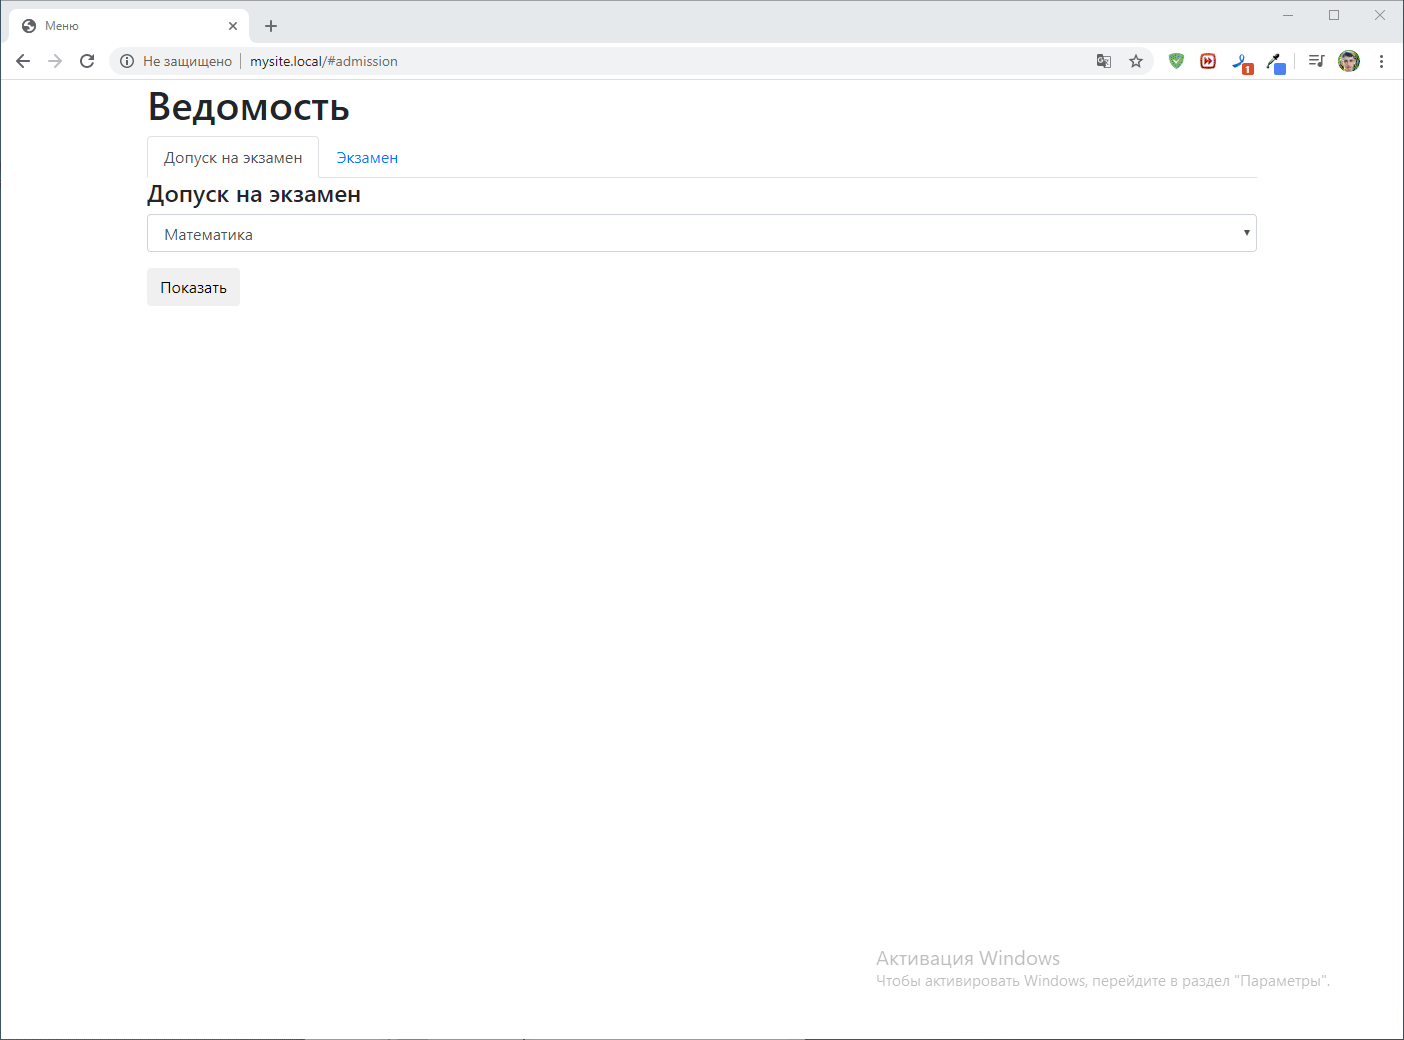 Меню
Не защищено mysite.local/#admission
1
Ведомость
Допуск на экзамен Экзамен
Допуск на экзамен
Математика
Показать
Активация Windows
Чтобы активировать Windows, перейдите в раздел "Параметры".